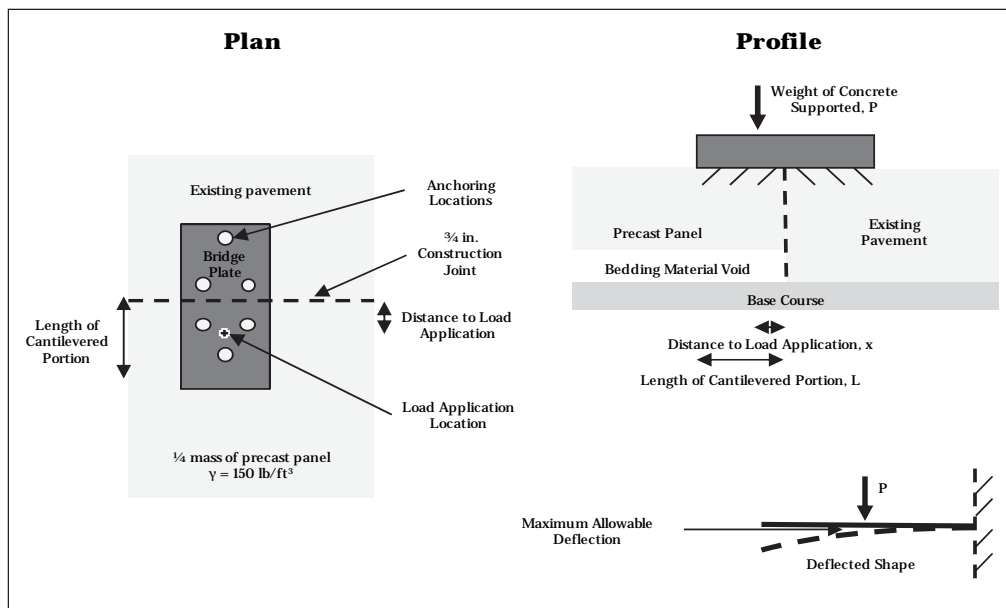 Plan
Existing pavement
Bridge
Plate
Anchoring
Locations
¾ in.
Construction
Joint
Length of
Cantilevered
Portion
Distance to Load
Application
Load Application
Location
¼ mass of precast panel
γ = 150 lb/ft³
Profile
Weight of Concrete
Supported, P
Precast Panel
Existing
Pavement
Bedding Material Void
Base Course
Distance to Load Application, x
Length of Cantilevered Portion, L
P
Maximum Allowable
Deflection
Deflected Shape